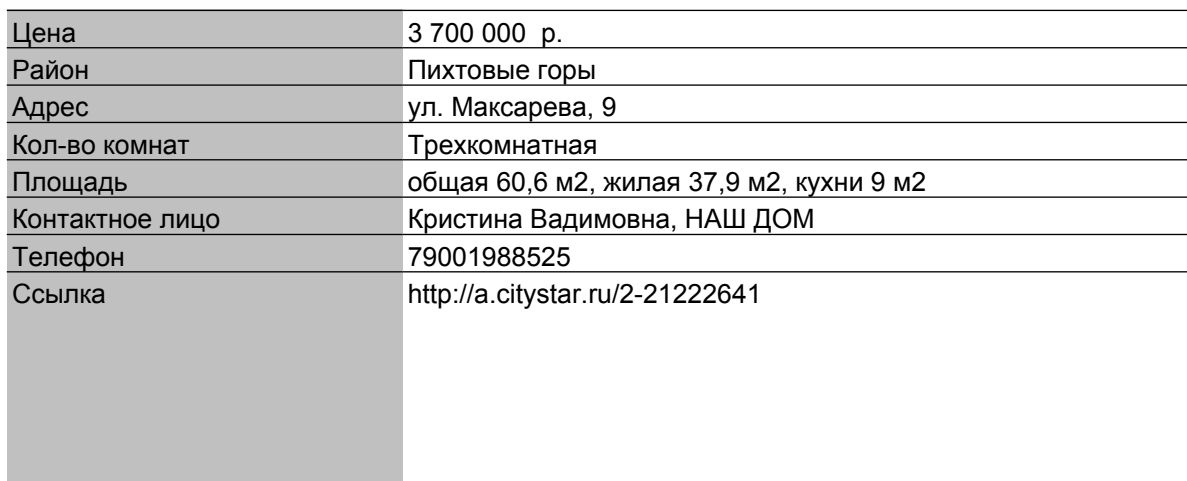 Цена 3 700 000 р.
Район Пихтовые горы
Адрес ул. Максарева, 9
Кол-во комнат Трехкомнатная
Площадь общая 60,6 м2, жилая 37,9 м2, кухни 9 м2
Контактное лицо Кристина Вадимовна, НАШ ДОМ
Телефон 79001988525
Ссылка http://a.citystar.ru/2-21222641